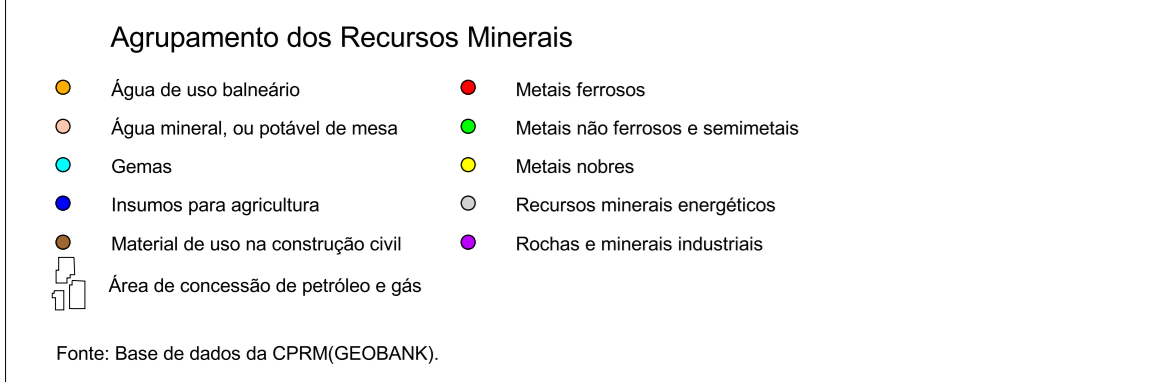 Agrupamento dos Recursos Minerais
Água de uso balneário
Água mineral, ou potável de mesa
Gemas
Insumos para agricultura
Material de uso na construção civil
Área de concessão de petróleo e gás
Metais ferrosos
Metais não ferrosos e semimetais
Metais nobres
Recursos minerais energéticos
Rochas e minerais industriais
Fonte: Base de dados da CPRM(GEOBANK).